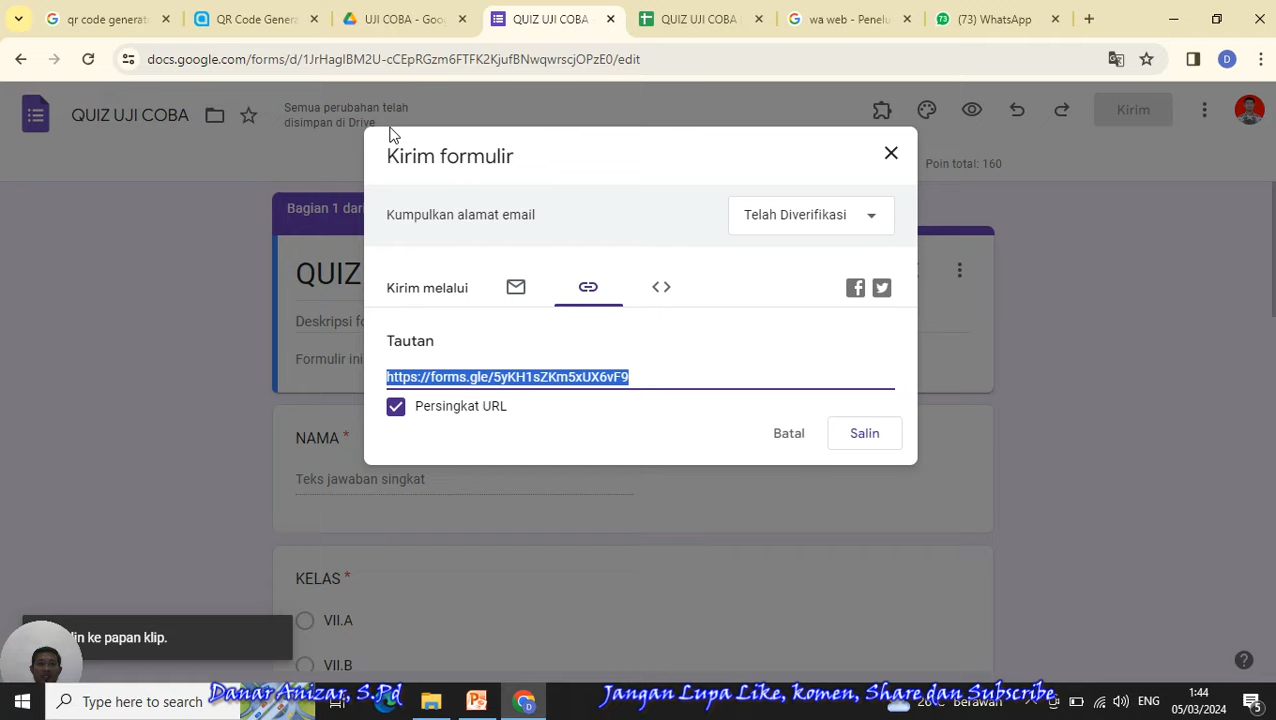 qr code generat
QR Code Gener
UJI COBA - Goo
QUIZ UJI COBA
QUIZ UJI COBA
wa web - Penelu
(73) WhatsApp
docs.google.com/forms/d/1JrHagIBM2U-cCEpRGzm6FTFK2KjufBNwqwrscjOPzE0/edit
D
QUIZ UJI COBA
Semua perubahan telah
disimpan di Drive
Kirim
Kirim formulir
Poin total: 160
Bagian 1 dari
Kumpulkan alamat email
Telah Diverifikasi
QUIZ
Kirim melalui
Deskripsi fo
Tautan
Formulir ini
https://forms.gle/5yKH1sZKm5xUX6vF9
Persingkat URL
NAMA *
Batal
Salin
Teks jawaban singkat
KELAS *
VII.A
lin ke papan klip.
VII.B
Type here to search
Danar Anizar, S.Pd
Jangan Lupa Like, komen, Share dan Subscribe
Berawan
ENG
1:44
05/03/2024
5